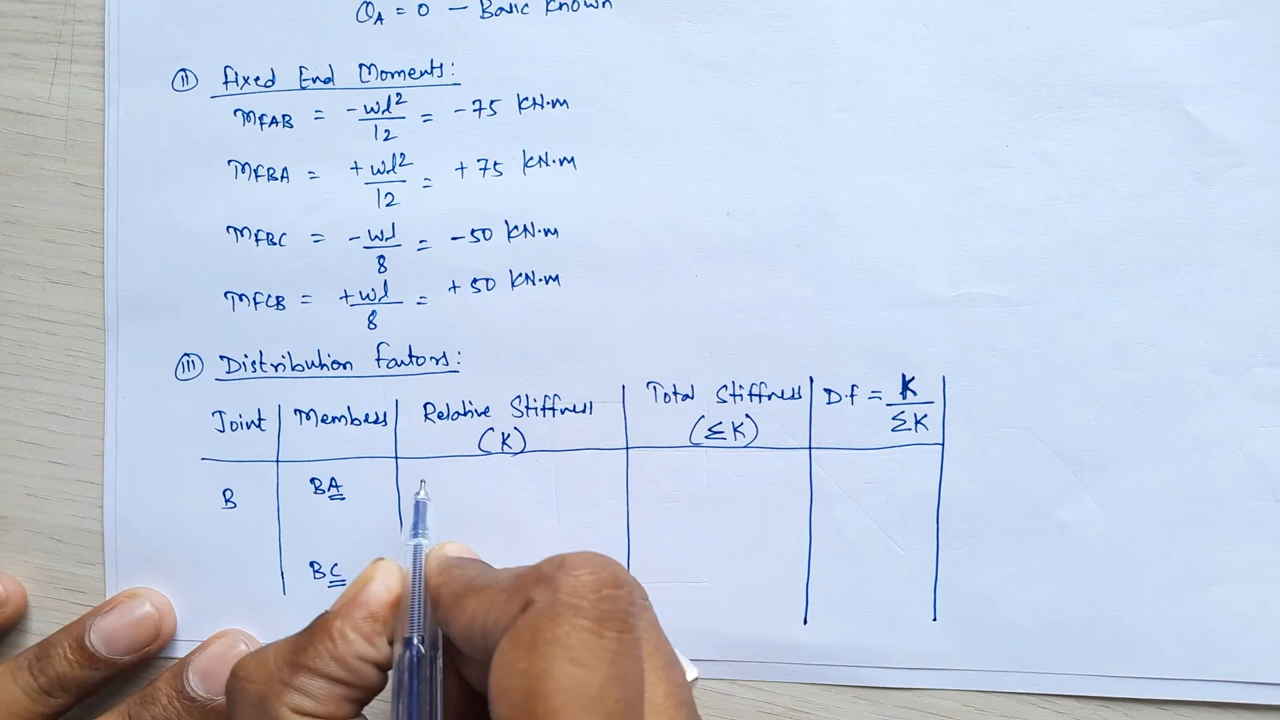 θA = 0 – Basic known
II Fixed End Moments:
MFAB = -wl²/12 = -75 KN.m
MFBA = +wl²/12 = +75 KN.m
MFBC = -wl/8 = -50 KN.m
MFCB = +wl/8 = +50 KN.m
III Distribution Factors:
Joint Members Relative Stiffness (K) Total Stiffness (ΣK) D.f = K/ΣK
B BA
BC